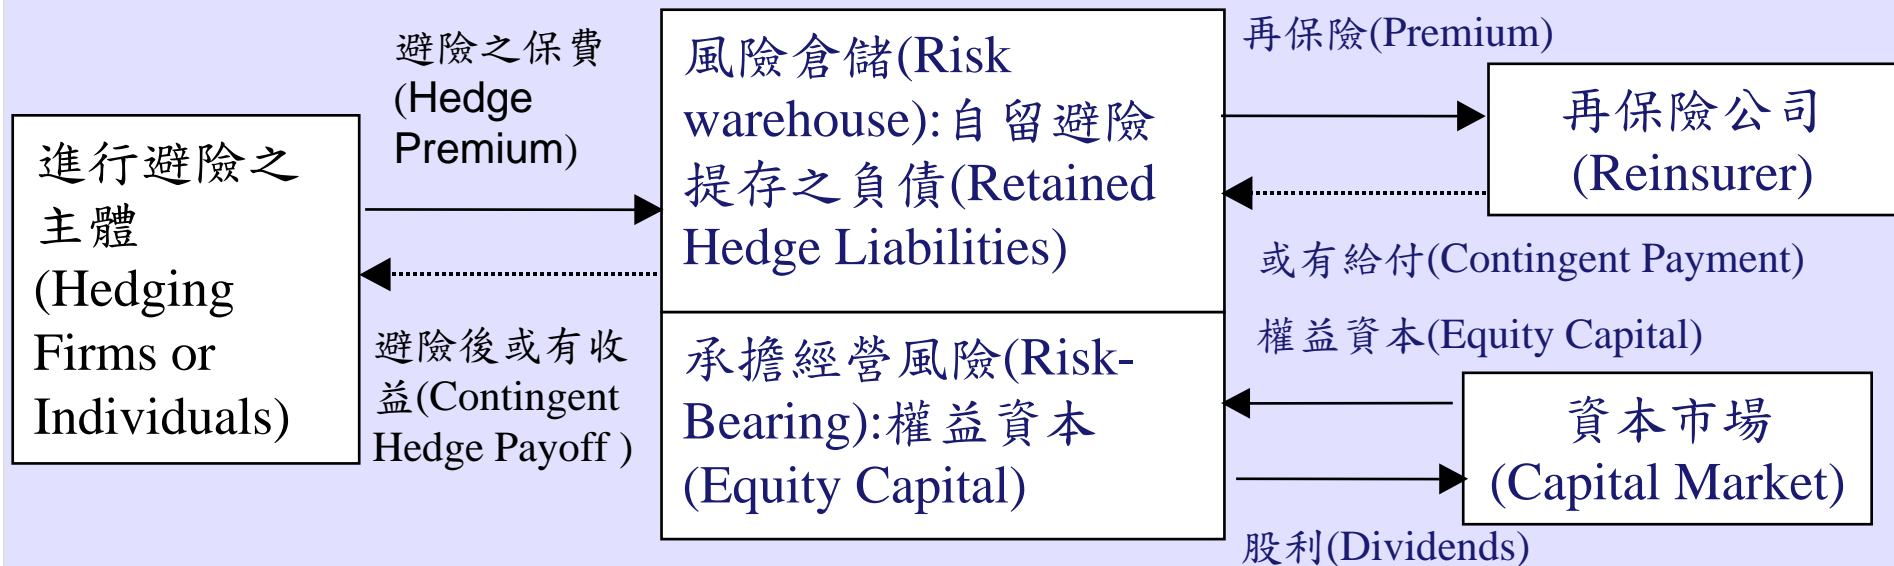 進行避險之
主體
(Hedging
Firms or
Individuals)
避險之保費
(Hedge
Premium)
避險後或有收
益(Contingent
Hedge Payoff )
風險倉儲(Risk
warehouse):自留避險
提存之負債(Retained
Hedge Liabilities)
承擔經營風險(Risk-
Bearing):權益資本
(Equity Capital)
再保險(Premium)
再保險公司
(Reinsurer)
或有給付(Contingent Payment)
權益資本(Equity Capital)
資本市場
(Capital Market)
股利(Dividends)